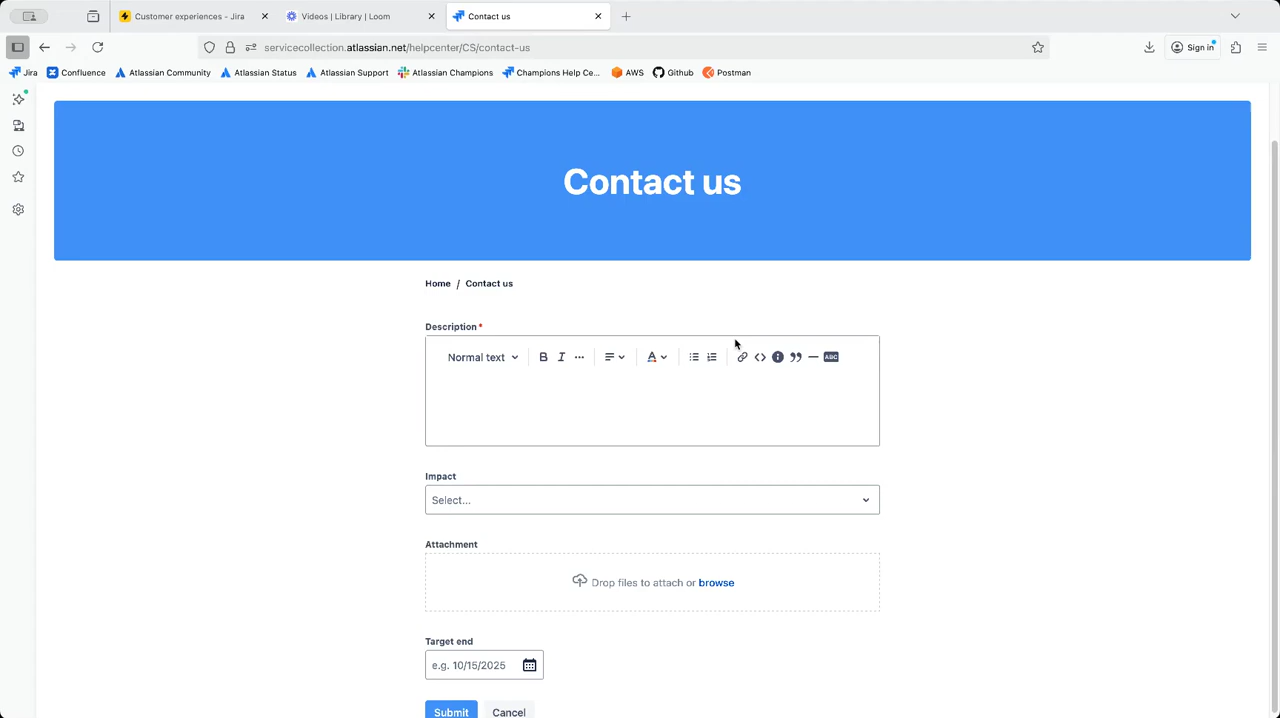 Customer experiences - Jira
Videos | Library | Loom
Contact us
servicecollection.atlassian.net/helpcenter/CS/contact-us
Sign in
Jira
Confluence
Atlassian Community
Atlassian Status
Atlassian Support
Atlassian Champions
Champions Help Ce...
AWS
Github
Postman
Contact us
Home / Contact us
Description *
Normal text
B
I
A
ABC
Impact
Select...
Attachment
Drop files to attach or browse
Target end
e.g. 10/15/2025
Submit
Cancel